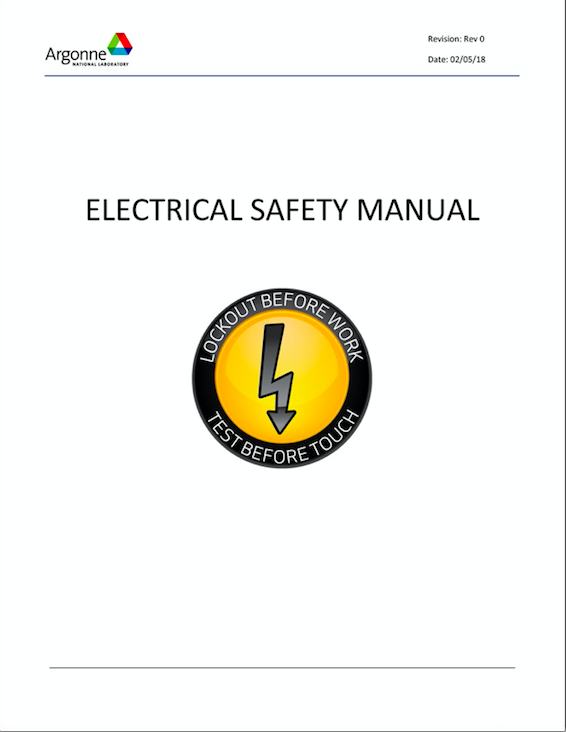 Argonne
NATIONAL LABORATORY
Revision: Rev 0
Date: 02/05/18
ELECTRICAL SAFETY MANUAL
LOCKOUT BEFORE WORK
TEST BEFORE TOUCH